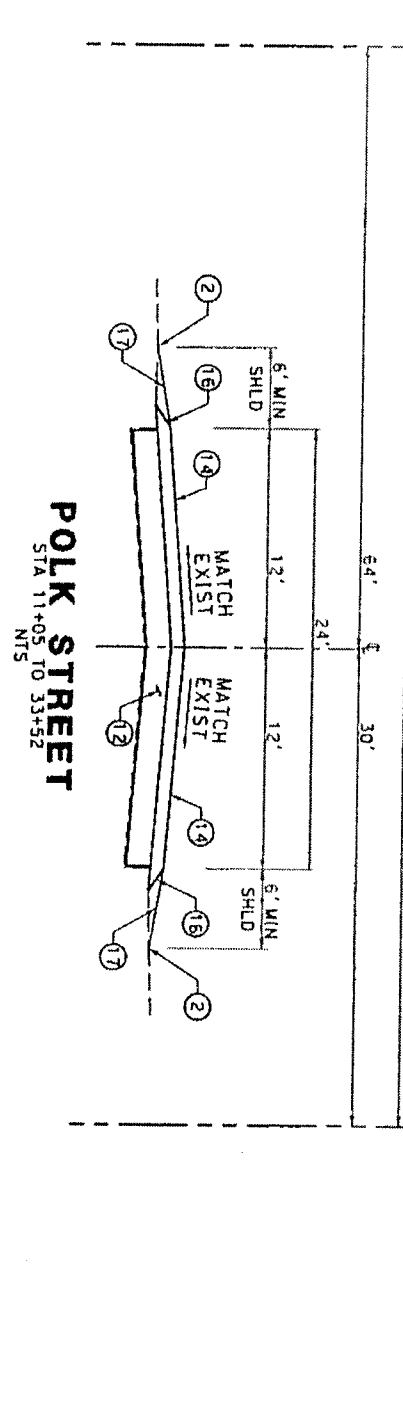 64' ℄ 30'
24'
6' MIN 12' 12' 6' MIN
SHLD SHLD
MATCH MATCH
EXIST EXIST
2 16 14 14 16 2
17 12 17
POLK STREET
STA 11+05 TO 33+52
NTS